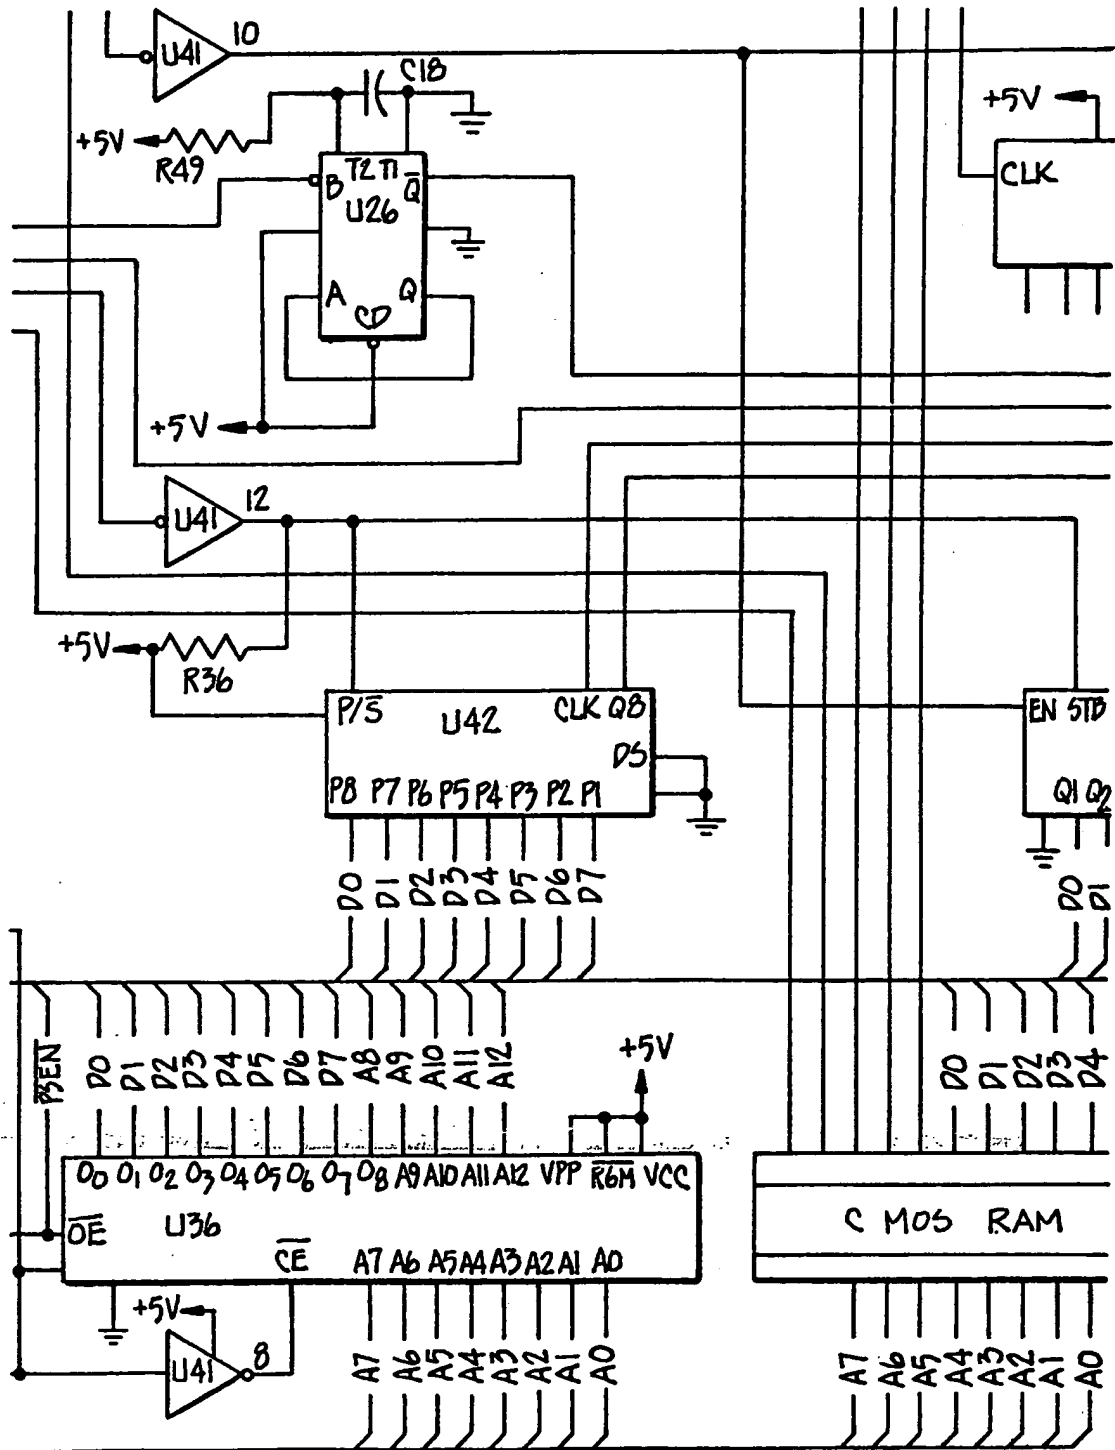 U41 10
C18
+5V
R49
+5V
CLK
T2 T1
B Q̅
U26
A Q
CD
+5V
U41 12
+5V
R36
P/S̅ CLK Q8
U42
DS
P8 P7 P6 P5 P4 P3 P2 P1
EN STB
Q1 Q2
D0 D1 D2 D3 D4 D5 D6 D7
D0 D1
P3EN D0 D1 D2 D3 D4 D5 D6 D7 A8 A9 A10 A11 A12
+5V
D0 D1 D2 D3 D4
O0 O1 O2 O3 O4 O5 O6 O7 O8 A9 A10 A11 A12 VPP R6M VCC
OE
U36
CE
A7 A6 A5 A4 A3 A2 A1 A0
C MOS RAM
+5V
U41 8
A7 A6 A5 A4 A3 A2 A1 A0
A7 A6 A5 A4 A3 A2 A1 A0